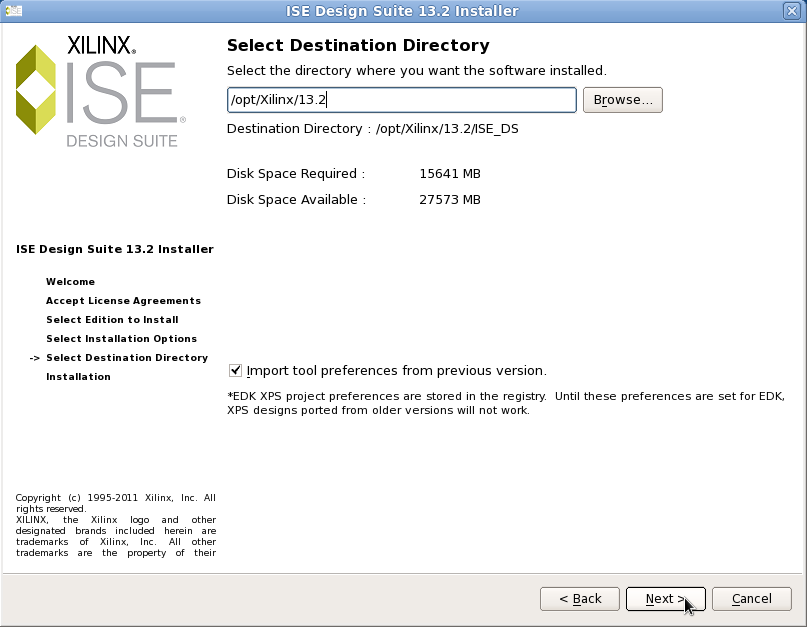 ISE Design Suite 13.2 Installer
XILINX®
ISE®
DESIGN SUITE
Select Destination Directory
Select the directory where you want the software installed.
/opt/Xilinx/13.2
Browse...
Destination Directory : /opt/Xilinx/13.2/ISE_DS
Disk Space Required : 15641 MB
Disk Space Available : 27573 MB
ISE Design Suite 13.2 Installer
Welcome
Accept License Agreements
Select Edition to Install
Select Installation Options
-> Select Destination Directory
Installation
Import tool preferences from previous version.
*EDK XPS project preferences are stored in the registry.  Until these preferences are set for EDK,
XPS designs ported from older versions will not work.
Copyright (c) 1995-2011 Xilinx, Inc. All
rights reserved.
XILINX, the Xilinx logo and other
designated brands included herein are
trademarks of Xilinx, Inc. All other
trademarks are the property of their
< Back
Next >
Cancel